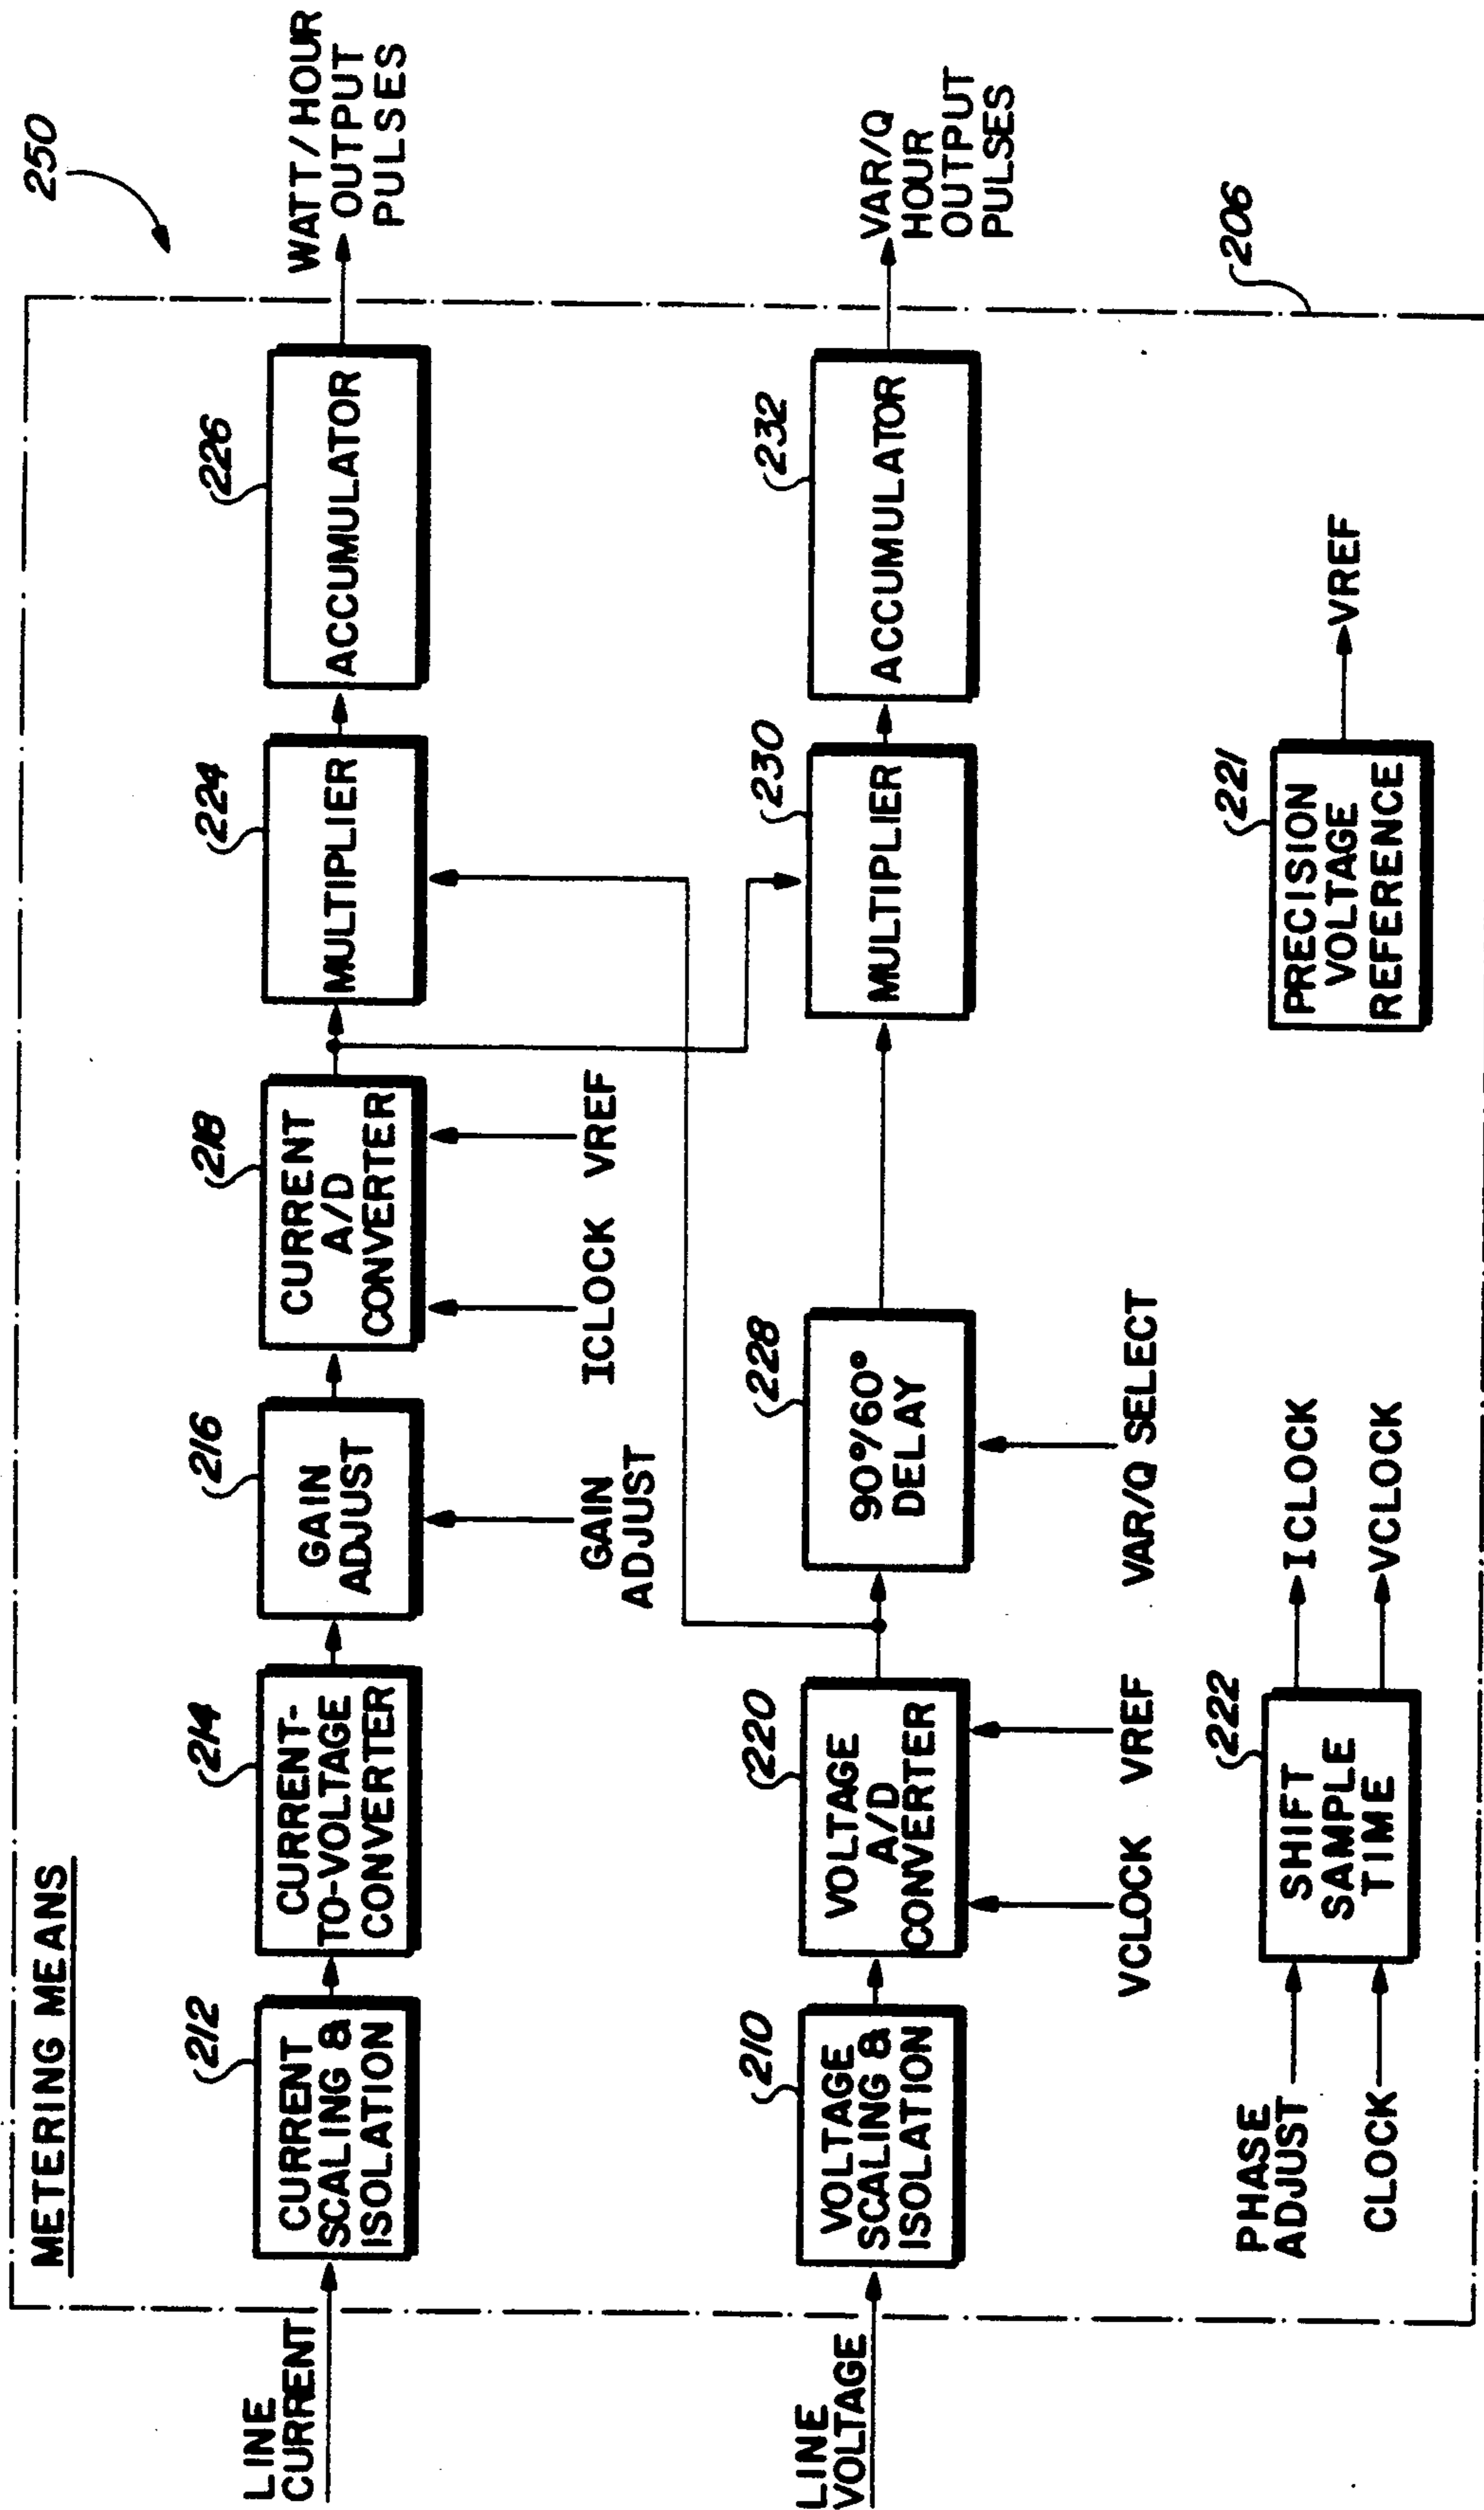 250
METERING MEANS
LINE
CURRENT
212
CURRENT
SCALING &
ISOLATION
214
CURRENT-
TO-VOLTAGE
CONVERTER
216
GAIN
ADJUST
GAIN
ADJUST
218
CURRENT
A/D
CONVERTER
ICLOCK VREF
224
MULTIPLIER
226
ACCUMULATOR
WATT/HOUR
OUTPUT
PULSES
LINE
VOLTAGE
210
VOLTAGE
SCALING &
ISOLATION
220
VOLTAGE
A/D
CONVERTER
VCLOCK VREF
228
90°/60°
DELAY
VAR/Q SELECT
230
MULTIPLIER
232
ACCUMULATOR
VAR/Q
HOUR
OUTPUT
PULSES
PHASE
ADJUST
CLOCK
222
SHIFT
SAMPLE
TIME
ICLOCK
VCLOCK
221
PRECISION
VOLTAGE
REFERENCE
VREF
206